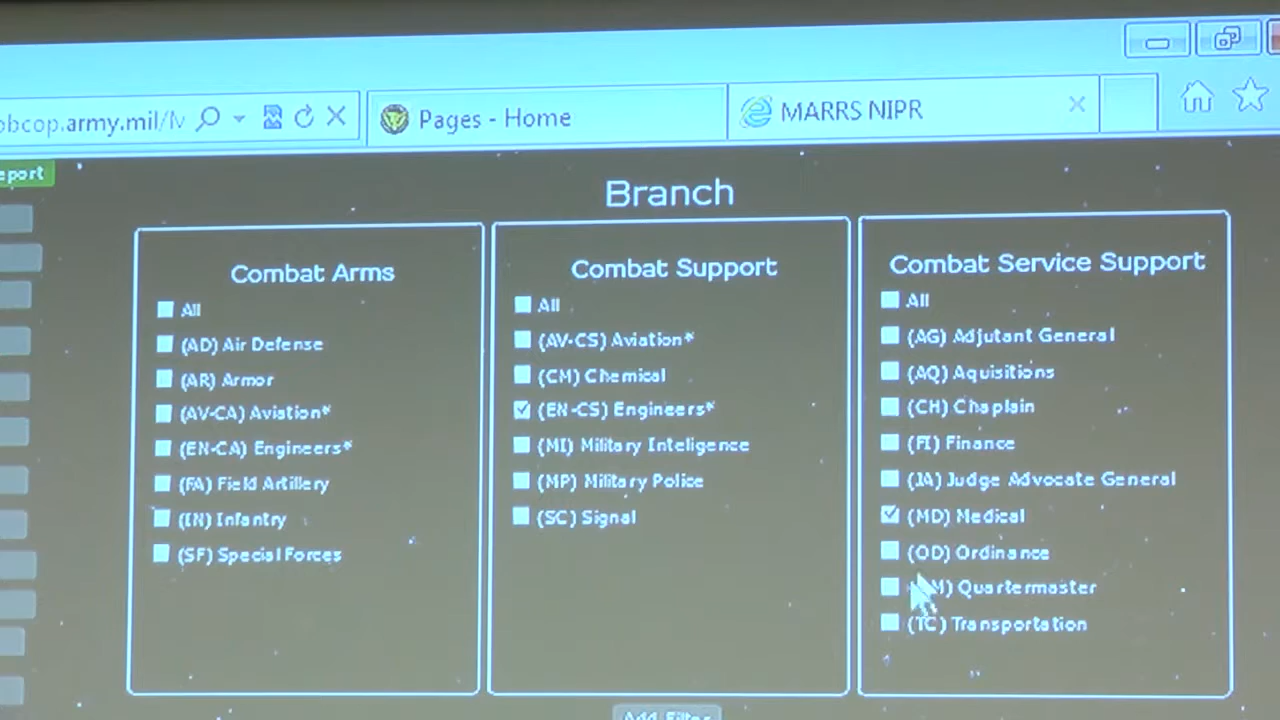 obcop.army.mil/M
Pages - Home
MARRS NIPR
eport
Branch
Combat Arms
All
(AD) Air Defense
(AR) Armor
(AV-CA) Aviation*
(EN-CA) Engineers*
(FA) Field Artillery
(IN) Infantry
(SF) Special Forces
Combat Support
All
(AV-CS) Aviation*
(CM) Chemical
(EN-CS) Engineers*
(MI) Military Inteligence
(MP) Military Police
(SC) Signal
Combat Service Support
All
(AG) Adjutant General
(AQ) Aquisitions
(CH) Chaplain
(FI) Finance
(JA) Judge Advocate General
(MD) Medical
(OD) Ordinance
M) Quartermaster
(TC) Transportation
Add Filter